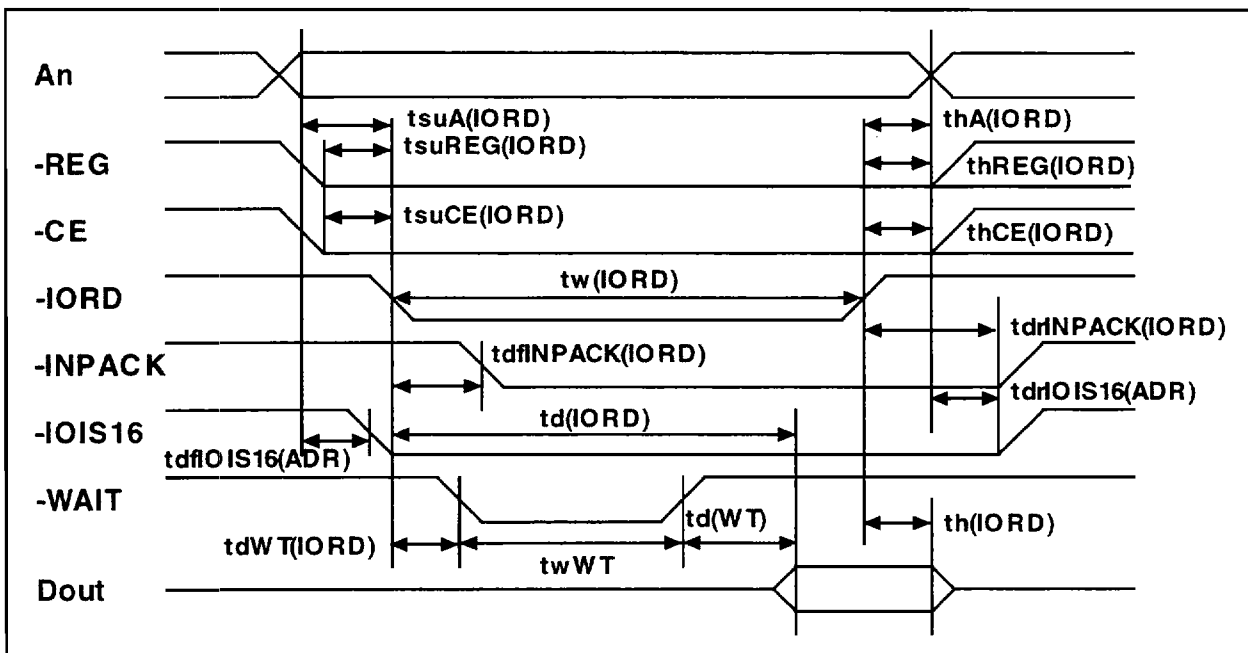 An
tsuA(IORD)
thA(IORD)
tsuREG(IORD)
-REG
thREG(IORD)
tsuCE(IORD)
-CE
thCE(IORD)
tw(IORD)
-IORD
tdrINPACK(IORD)
tdfINPACK(IORD)
-INPACK
tdrIOIS16(ADR)
td(IORD)
-IOIS16
tdfIOIS16(ADR)
-WAIT
td(WT)
th(IORD)
tdWT(IORD)
twWT
Dout